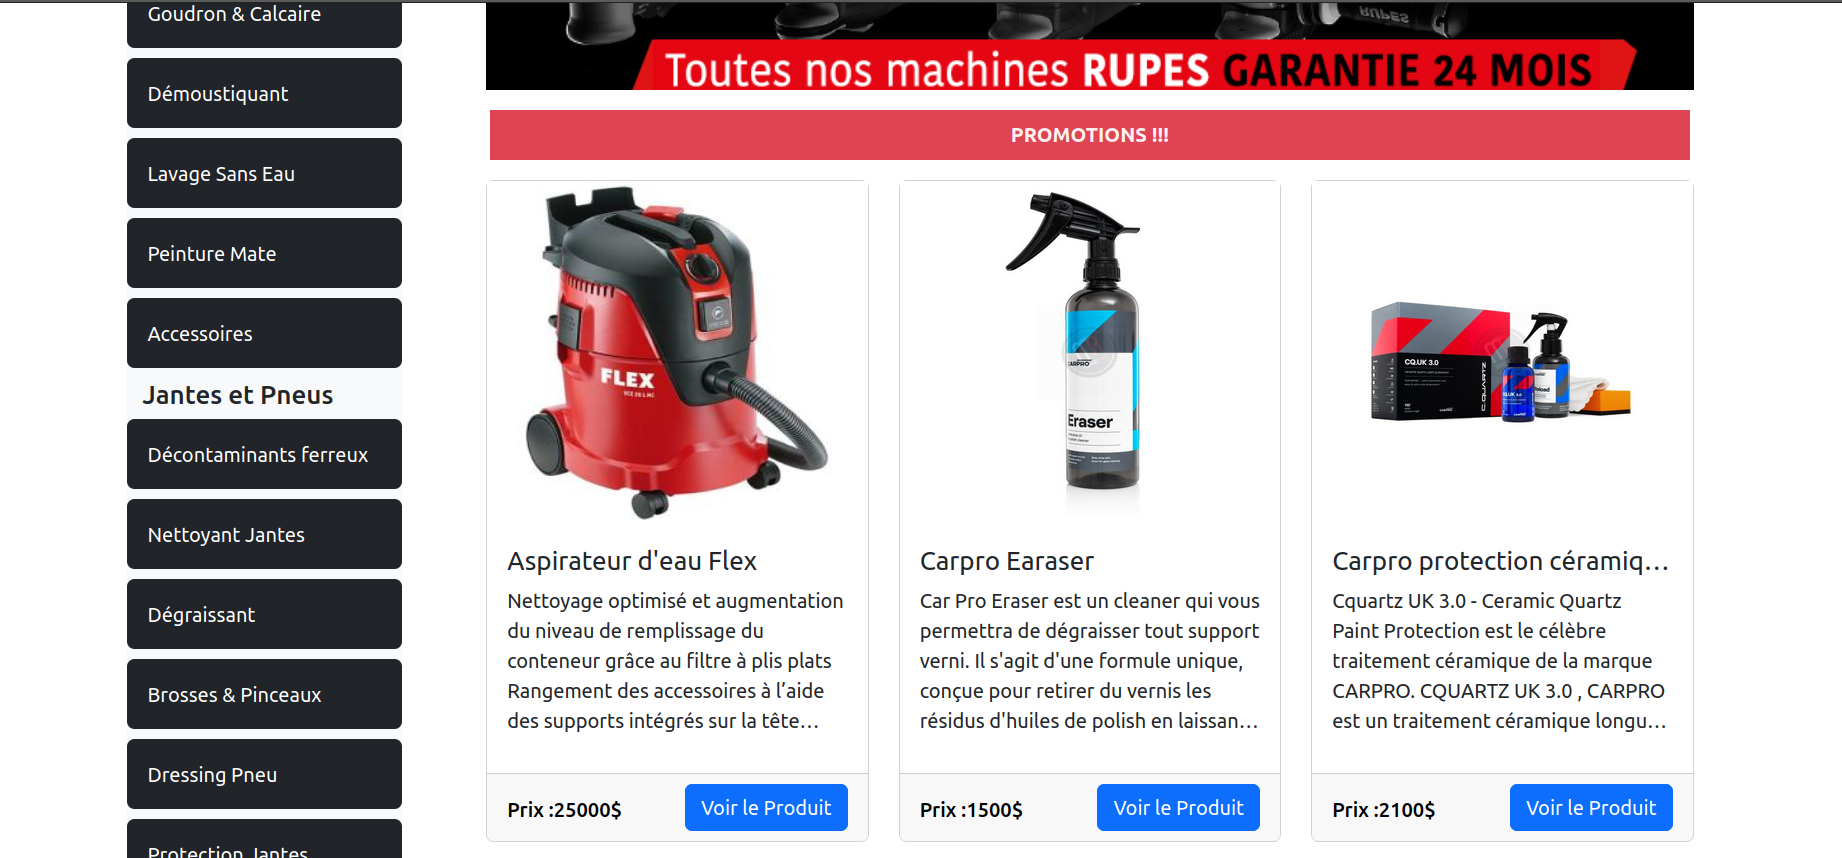 Goudron & Calcaire
Démoustiquant
Lavage Sans Eau
Peinture Mate
Accessoires
Jantes et Pneus
Décontaminants ferreux
Nettoyant Jantes
Dégraissant
Brosses & Pinceaux
Dressing Pneu
Protection Jantes
RUPES
Toutes nos machines RUPES GARANTIE 24 MOIS
PROMOTIONS !!!
FLEX
Aspirateur d'eau Flex
Nettoyage optimisé et augmentation
du niveau de remplissage du
conteneur grâce au filtre à plis plats
Rangement des accessoires à l’aide
des supports intégrés sur la tête…
Prix :25000$
Voir le Produit
CARPRO
Eraser
Carpro Earaser
Car Pro Eraser est un cleaner qui vous
permettra de dégraisser tout support
verni. Il s'agit d'une formule unique,
conçue pour retirer du vernis les
résidus d'huiles de polish en laissan…
Prix :1500$
Voir le Produit
CQ.UK 3.0
C.QUARTZ
Reload
Carpro protection céramiq…
Cquartz UK 3.0 - Ceramic Quartz
Paint Protection est le célèbre
traitement céramique de la marque
CARPRO. CQUARTZ UK 3.0 , CARPRO
est un traitement céramique longu…
Prix :2100$
Voir le Produit